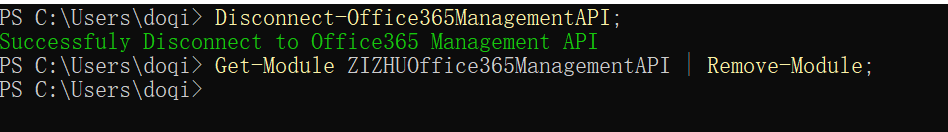 PS C:\Users\doqi> Disconnect-Office365ManagementAPI;
Successfuly Disconnect to Office365 Management API
PS C:\Users\doqi> Get-Module ZIZHUOffice365ManagementAPI | Remove-Module;
PS C:\Users\doqi>